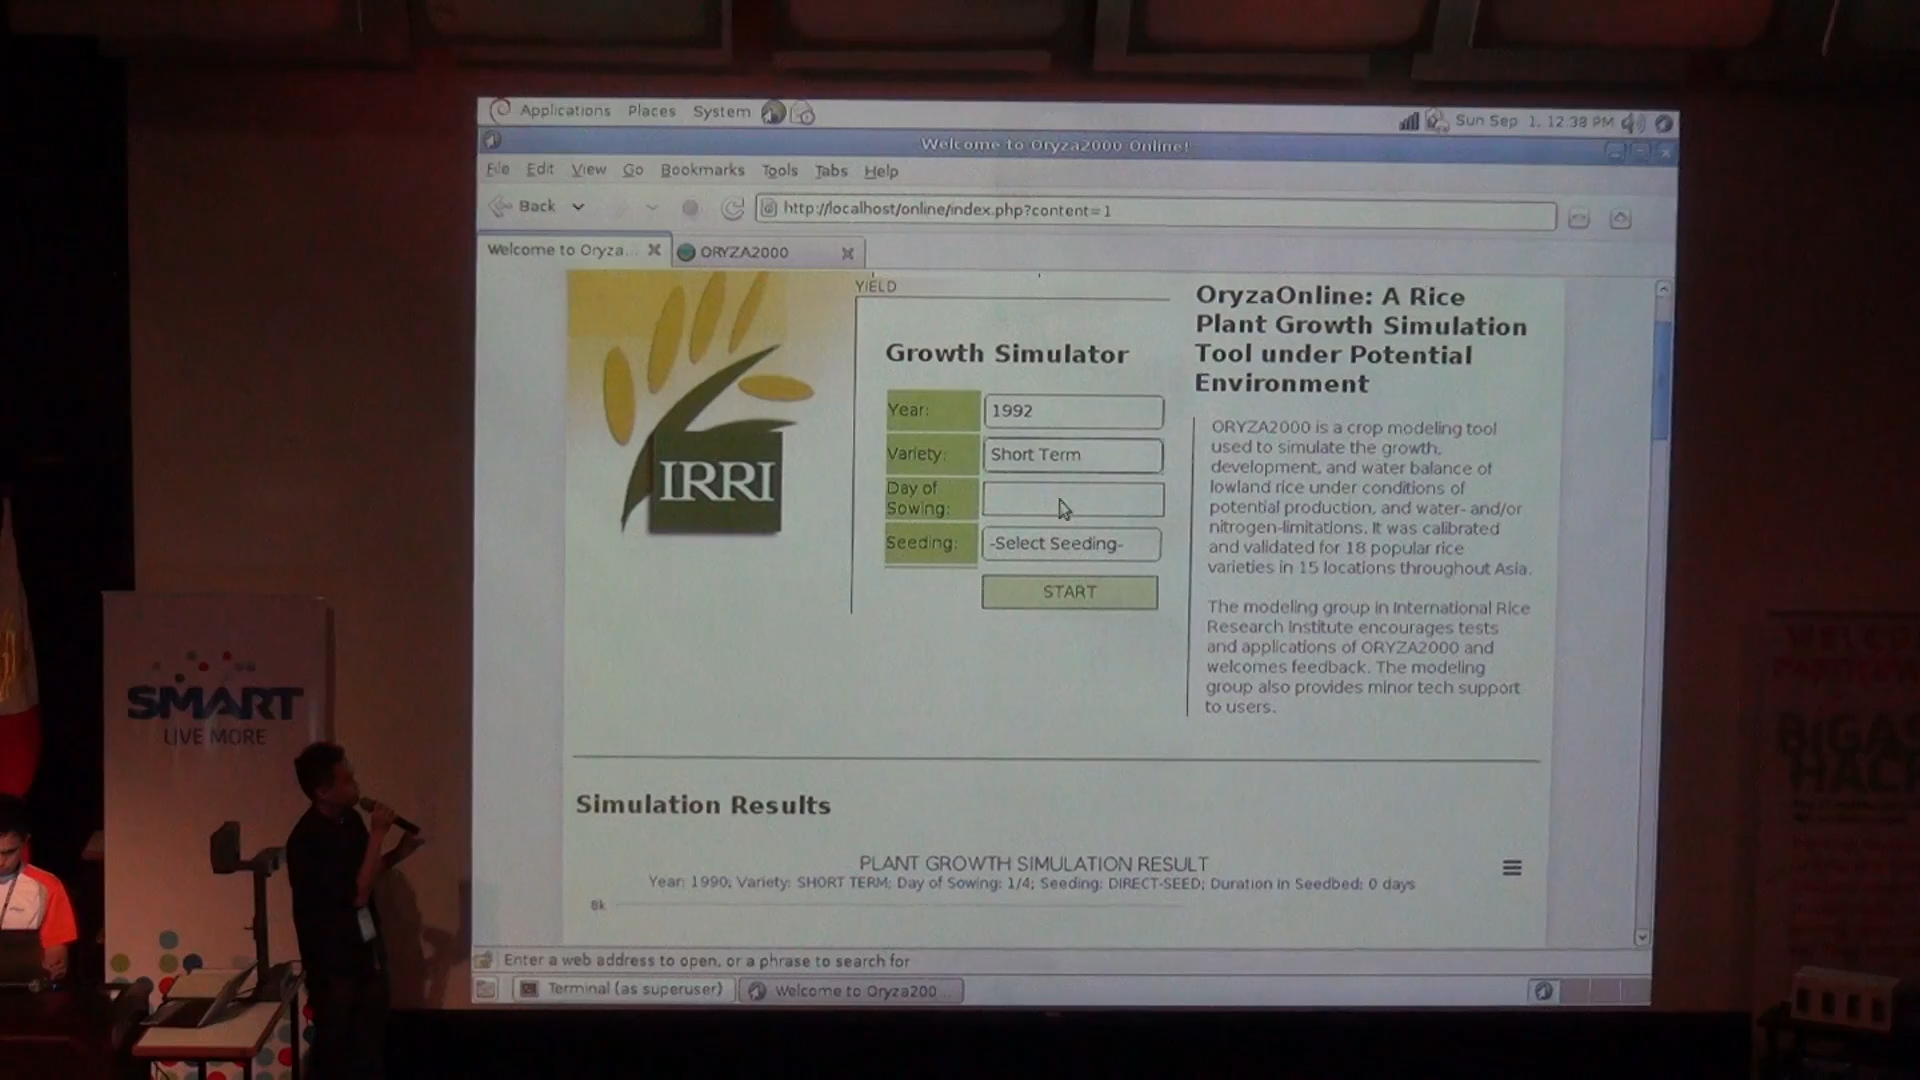 Applications Places System
Sun Sep 1, 12:38 PM
Welcome to Oryza2000 Online!
File Edit View Go Bookmarks Tools Tabs Help
Back
http://localhost/online/index.php?content=1
Welcome to Oryza...
ORYZA2000
YIELD
IRRI
Growth Simulator
Year: 1992
Variety: Short Term
Day of
Sowing:
Seeding: -Select Seeding-
START
OryzaOnline: A Rice
Plant Growth Simulation
Tool under Potential
Environment
ORYZA2000 is a crop modeling tool
used to simulate the growth,
development, and water balance of
lowland rice under conditions of
potential production, and water- and/or
nitrogen-limitations. It was calibrated
and validated for 18 popular rice
varieties in 15 locations throughout Asia.
The modeling group in International Rice
Research Institute encourages tests
and applications of ORYZA2000 and
welcomes feedback. The modeling
group also provides minor tech support
to users.
Simulation Results
PLANT GROWTH SIMULATION RESULT
Year: 1990; Variety: SHORT TERM; Day of Sowing: 1/4; Seeding: DIRECT-SEED; Duration in Seedbed: 0 days
8k
Enter a web address to open, or a phrase to search for
Terminal (as superuser)
Welcome to Oryza200
SMART
LIVE MORE